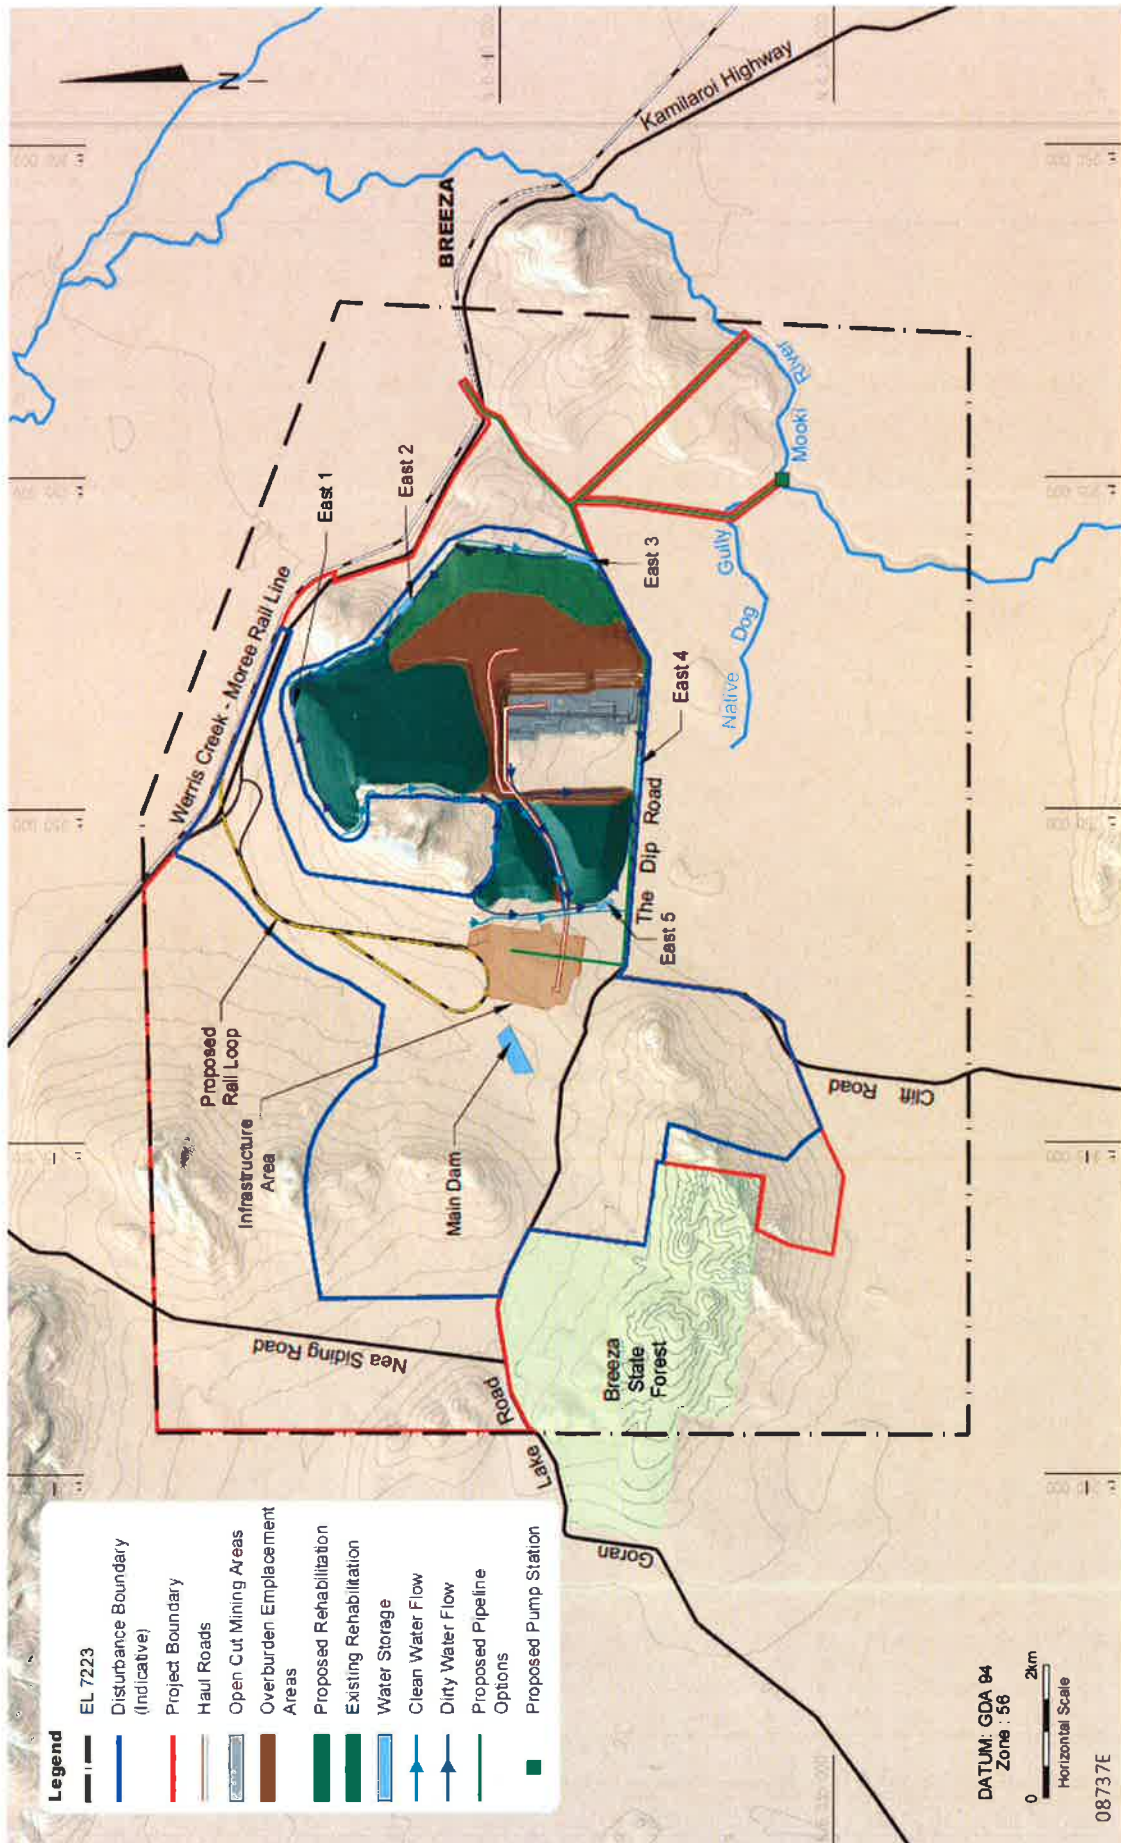 Legend
EL 7223
Disturbance Boundary
(Indicative)
Project Boundary
Haul Roads
Open Cut Mining Areas
Overburden Emplacement
Areas
Proposed Rehabilitation
Existing Rehabilitation
Water Storage
Clean Water Flow
Dirty Water Flow
Proposed Pipeline
Options
Proposed Pump Station
N
Kamilaroi Highway
BREEZA
Werris Creek - Moree Rail Line
East 1
East 2
East 3
East 4
East 5
Mooki River
Native Dog Gully
The Dip Road
Proposed
Rail Loop
Infrastructure
Area
Main Dam
Nea Siding Road
Clift Road
Goran Lake Road
Breeza
State
Forest
DATUM: GDA 94
Zone : 56
0 2km
Horizontal Scale
08737E